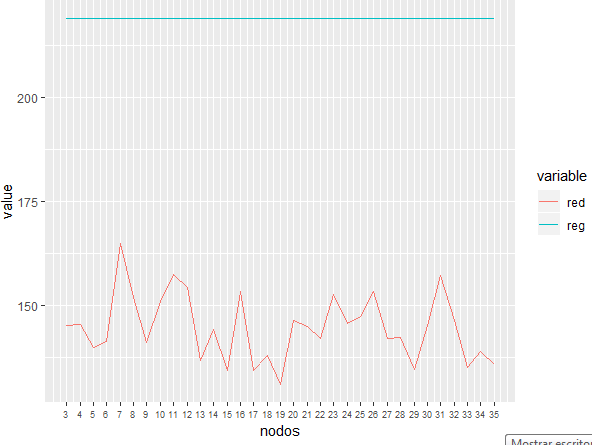 value
200
175
150
3 4 5 6 7 8 9 10 11 12 13 14 15 16 17 18 19 20 21 22 23 24 25 26 27 28 29 30 31 32 33 34 35
nodos
variable
red
reg
Mostrar escritor